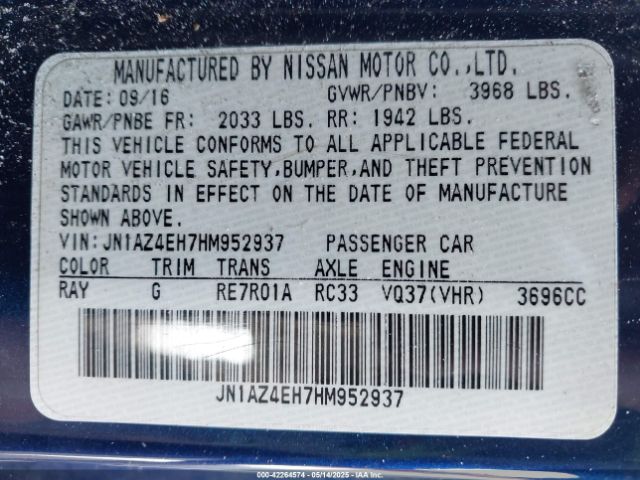 MANUFACTURED BY NISSAN MOTOR CO.,LTD.
DATE: 09/16 GVWR/PNBV: 3968 LBS.
GAWR/PNBE FR: 2033 LBS. RR: 1942 LBS.
THIS VEHICLE CONFORMS TO ALL APPLICABLE FEDERAL
MOTOR VEHICLE SAFETY,BUMPER,AND THEFT PREVENTION
STANDARDS IN EFFECT ON THE DATE OF MANUFACTURE
SHOWN ABOVE.
VIN:JN1AZ4EH7HM952937 PASSENGER CAR
COLOR TRIM TRANS AXLE ENGINE
RAY G RE7R01A RC33 VQ37(VHR) 3696CC
JN1AZ4EH7HM952937
000-42264574 - 05/14/2025 - IAA Inc.